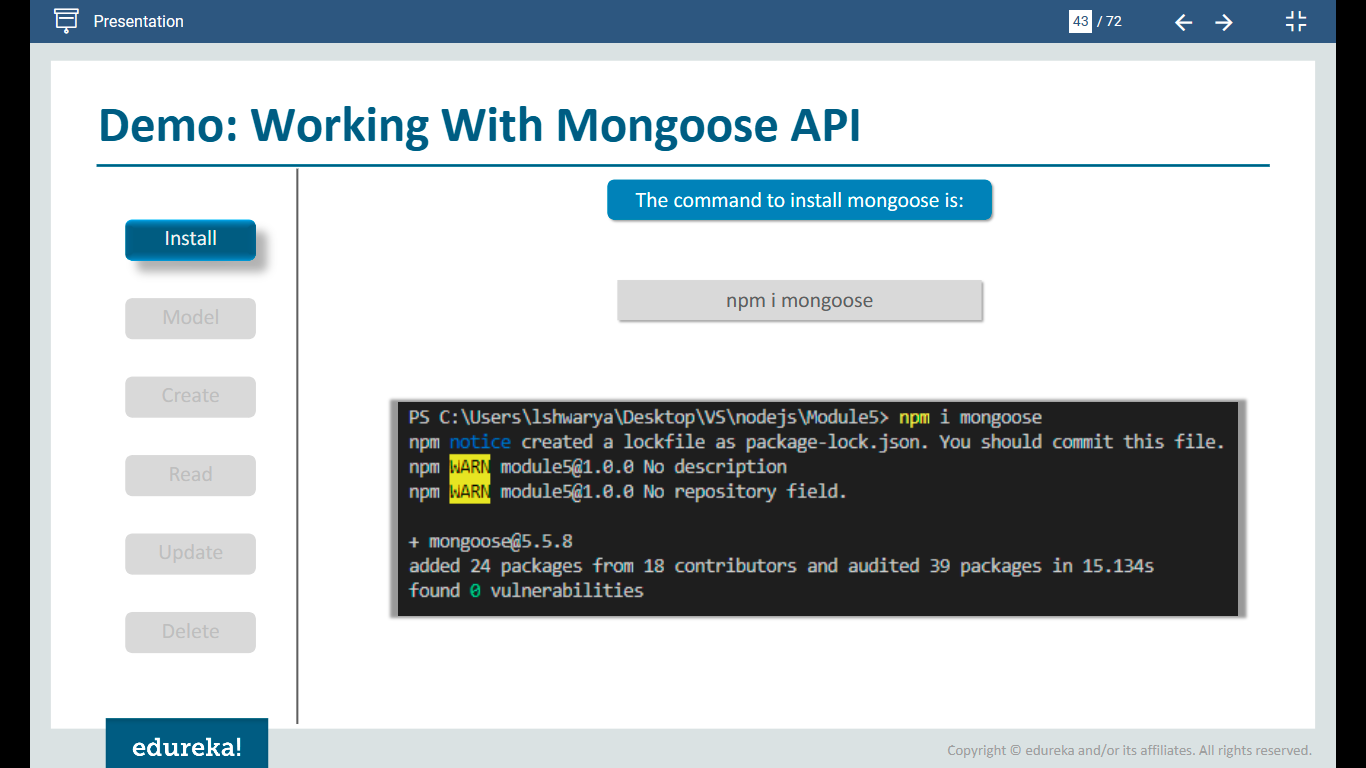 Presentation
43 / 72
Demo: Working With Mongoose API
Install
Model
Create
Read
Update
Delete
The command to install mongoose is:
npm i mongoose
PS C:\Users\lshwarya\Desktop\VS\nodejs\Module5> npm i mongoose
npm notice created a lockfile as package-lock.json. You should commit this file.
npm WARN module5@1.0.0 No description
npm WARN module5@1.0.0 No repository field.
+ mongoose@5.5.8
added 24 packages from 18 contributors and audited 39 packages in 15.134s
found 0 vulnerabilities
edureka!
Copyright © edureka and/or its affiliates. All rights reserved.